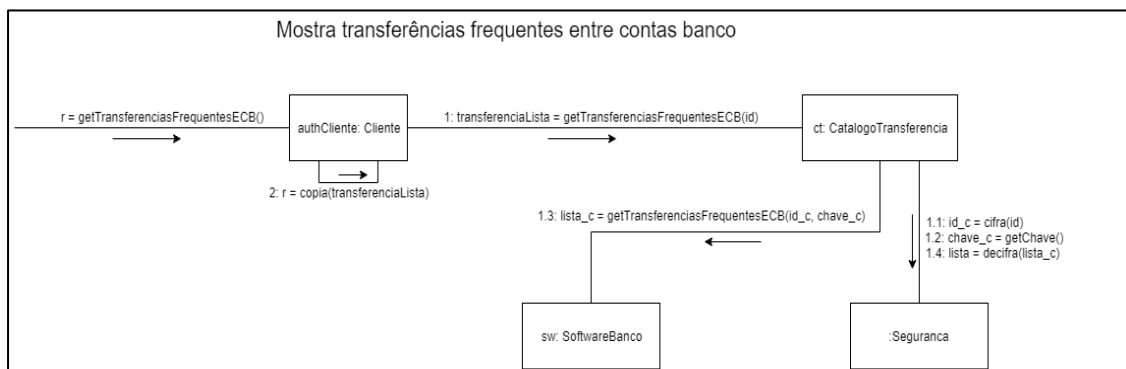 Mostra transferências frequentes entre contas banco
r = getTransferenciasFrequentesECB()
authCliente: Cliente
1: transferenciaLista = getTransferenciasFrequentesECB(id)
ct: CatalogoTransferencia
2: r = copia(transferenciaLista)
1.3: lista_c = getTransferenciasFrequentesECB(id_c, chave_c)
1.1: id_c = cifra(id)
1.2: chave_c = getChave()
1.4: lista = decifra(lista_c)
sw: SoftwareBanco
:Seguranca